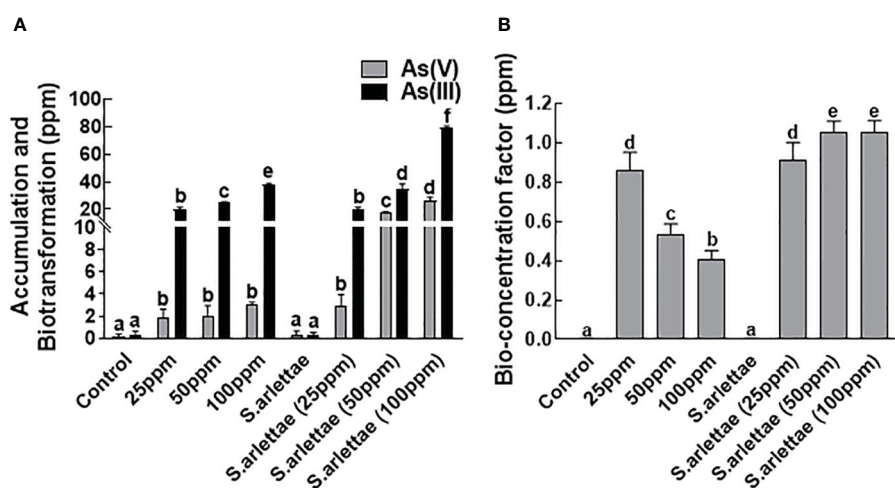 A
As(V)
As(III)
Accumulation and
Biotransformation (ppm)
100
80
60
40
20
10
8
6
4
2
0
a a
b b
b c
b e
a a
b b
c d
d f
Control
25ppm
50ppm
100ppm
S.arlettae
S.arlettae (25ppm)
S.arlettae (50ppm)
S.arlettae (100ppm)
B
Bio-concentration factor (ppm)
1.2
1.0
0.8
0.6
0.4
0.2
0.0
a
d
c
b
a
d
e
e
Control
25ppm
50ppm
100ppm
S.arlettae
S.arlettae (25ppm)
S.arlettae (50ppm)
S.arlettae (100ppm)